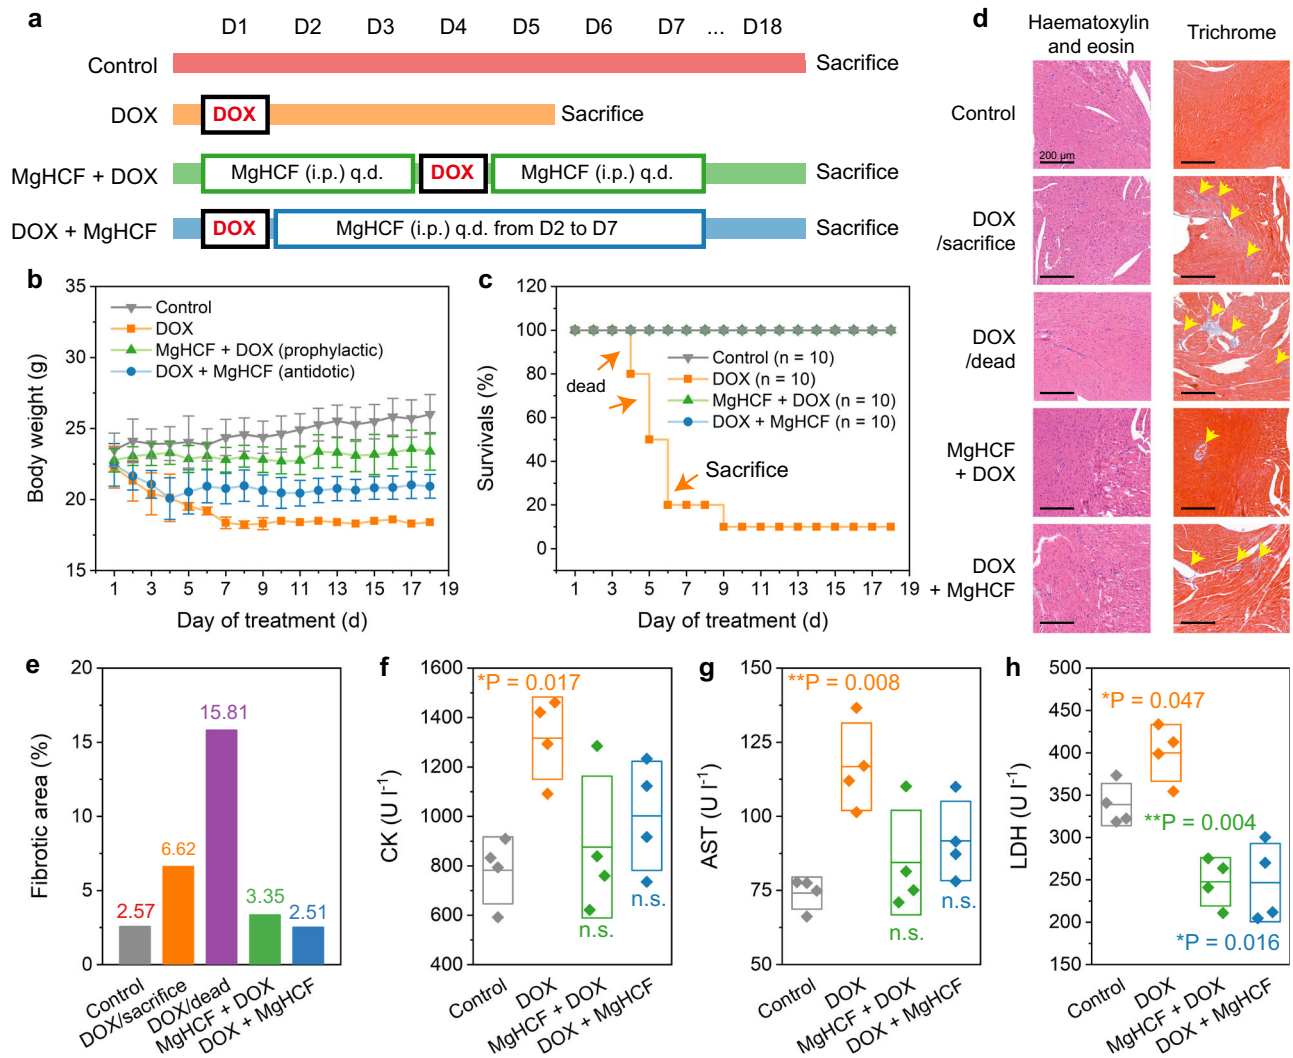 a
D1 D2 D3 D4 D5 D6 D7 ... D18
Control Sacrifice
DOX DOX Sacrifice
MgHCF + DOX MgHCF (i.p.) q.d. DOX MgHCF (i.p.) q.d. Sacrifice
DOX + MgHCF DOX MgHCF (i.p.) q.d. from D2 to D7 Sacrifice
b
35
30
25
20
15
Body weight (g)
Control
DOX
MgHCF + DOX (prophylactic)
DOX + MgHCF (antidotic)
1 3 5 7 9 11 13 15 17 19
Day of treatment (d)
c
120
100
80
60
40
20
0
Survivals (%)
dead
Control (n = 10)
DOX (n = 10)
MgHCF + DOX (n = 10)
DOX + MgHCF (n = 10)
Sacrifice
1 3 5 7 9 11 13 15 17 19
Day of treatment (d)
d
Haematoxylin
and eosin
Trichrome
Control
200 µm
DOX
/sacrifice
DOX
/dead
MgHCF
+ DOX
DOX
+ MgHCF
e
20
15
10
5
0
Fibrotic area (%)
2.57
6.62
15.81
3.35
2.51
Control
DOX/sacrifice
DOX/dead
MgHCF + DOX
DOX + MgHCF
f
1600
1400
1200
1000
800
600
400
CK (U l⁻¹)
*P = 0.017
n.s.
n.s.
Control
DOX
MgHCF + DOX
DOX + MgHCF
g
150
125
100
75
50
AST (U l⁻¹)
**P = 0.008
n.s.
n.s.
Control
DOX
MgHCF + DOX
DOX + MgHCF
h
500
450
400
350
300
250
200
150
LDH (U l⁻¹)
*P = 0.047
**P = 0.004
*P = 0.016
Control
DOX
MgHCF + DOX
DOX + MgHCF